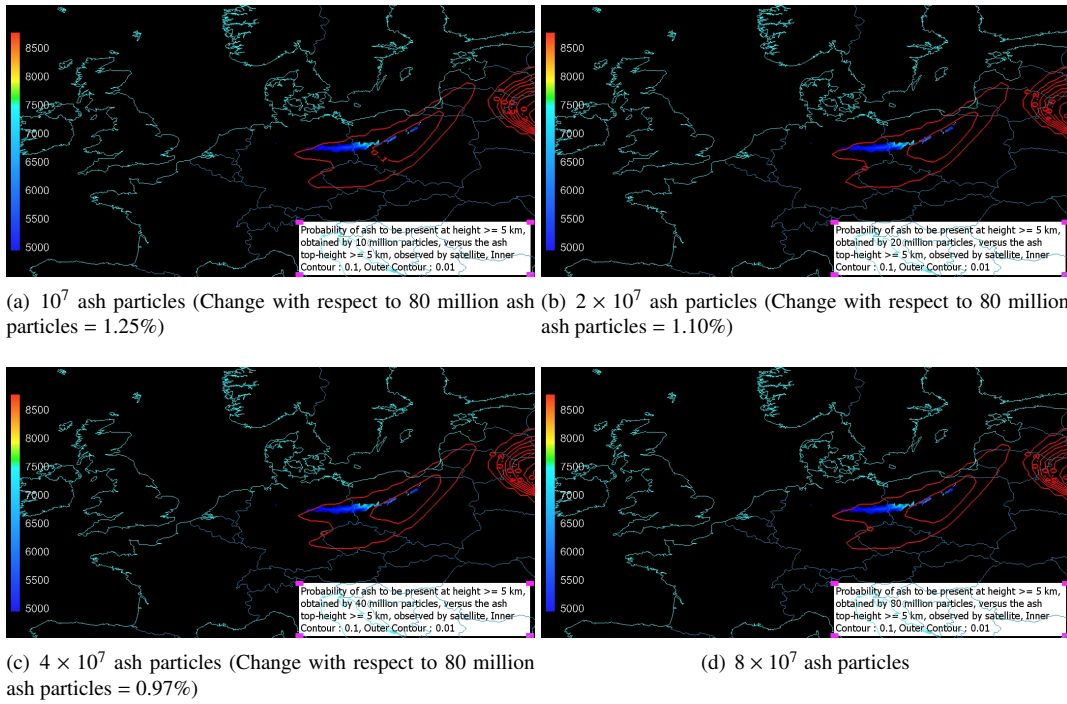 8500
8000
7500
7000
6500
6000
5500
5000
Probability of ash to be present at height >= 5 km,
obtained by 10 million particles, versus the ash
top-height >= 5 km, observed by satellite, Inner
Contour : 0.1, Outer Contour : 0.01
8500
8000
7500
7000
6500
6000
5500
5000
Probability of ash to be present at height >= 5 km,
obtained by 20 million particles, versus the ash
top-height >= 5 km, observed by satellite, Inner
Contour : 0.1, Outer Contour : 0.01
(a) 10⁷ ash particles (Change with respect to 80 million ash
particles = 1.25%)
(b) 2 × 10⁷ ash particles (Change with respect to 80 million
ash particles = 1.10%)
8500
8000
7500
7000
6500
6000
5500
5000
Probability of ash to be present at height >= 5 km,
obtained by 40 million particles, versus the ash
top-height >= 5 km, observed by satellite, Inner
Contour : 0.1, Outer Contour : 0.01
8500
8000
7500
7000
6500
6000
5500
5000
Probability of ash to be present at height >= 5 km,
obtained by 80 million particles, versus the ash
top-height >= 5 km, observed by satellite, Inner
Contour : 0.1, Outer Contour : 0.01
(c) 4 × 10⁷ ash particles (Change with respect to 80 million
ash particles = 0.97%)
(d) 8 × 10⁷ ash particles